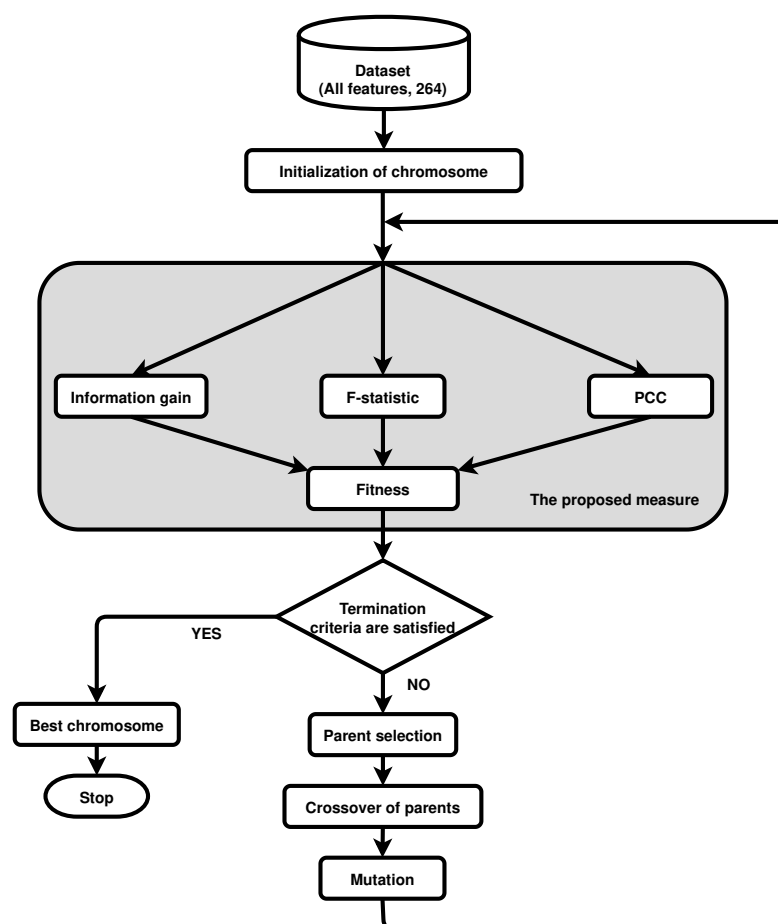 Dataset
(All features, 264)
Initialization of chromosome
Information gain
F-statistic
PCC
Fitness
The proposed measure
Termination
criteria are satisfied
YES
NO
Best chromosome
Parent selection
Stop
Crossover of parents
Mutation